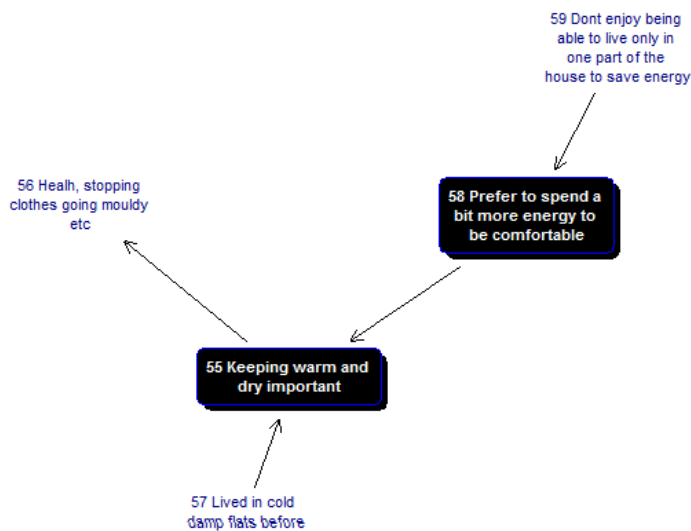 59 Dont enjoy being
able to live only in
one part of the
house to save energy
56 Healh, stopping
clothes going mouldy
etc
58 Prefer to spend a
bit more energy to
be comfortable
55 Keeping warm and
dry important
57 Lived in cold
damp flats before